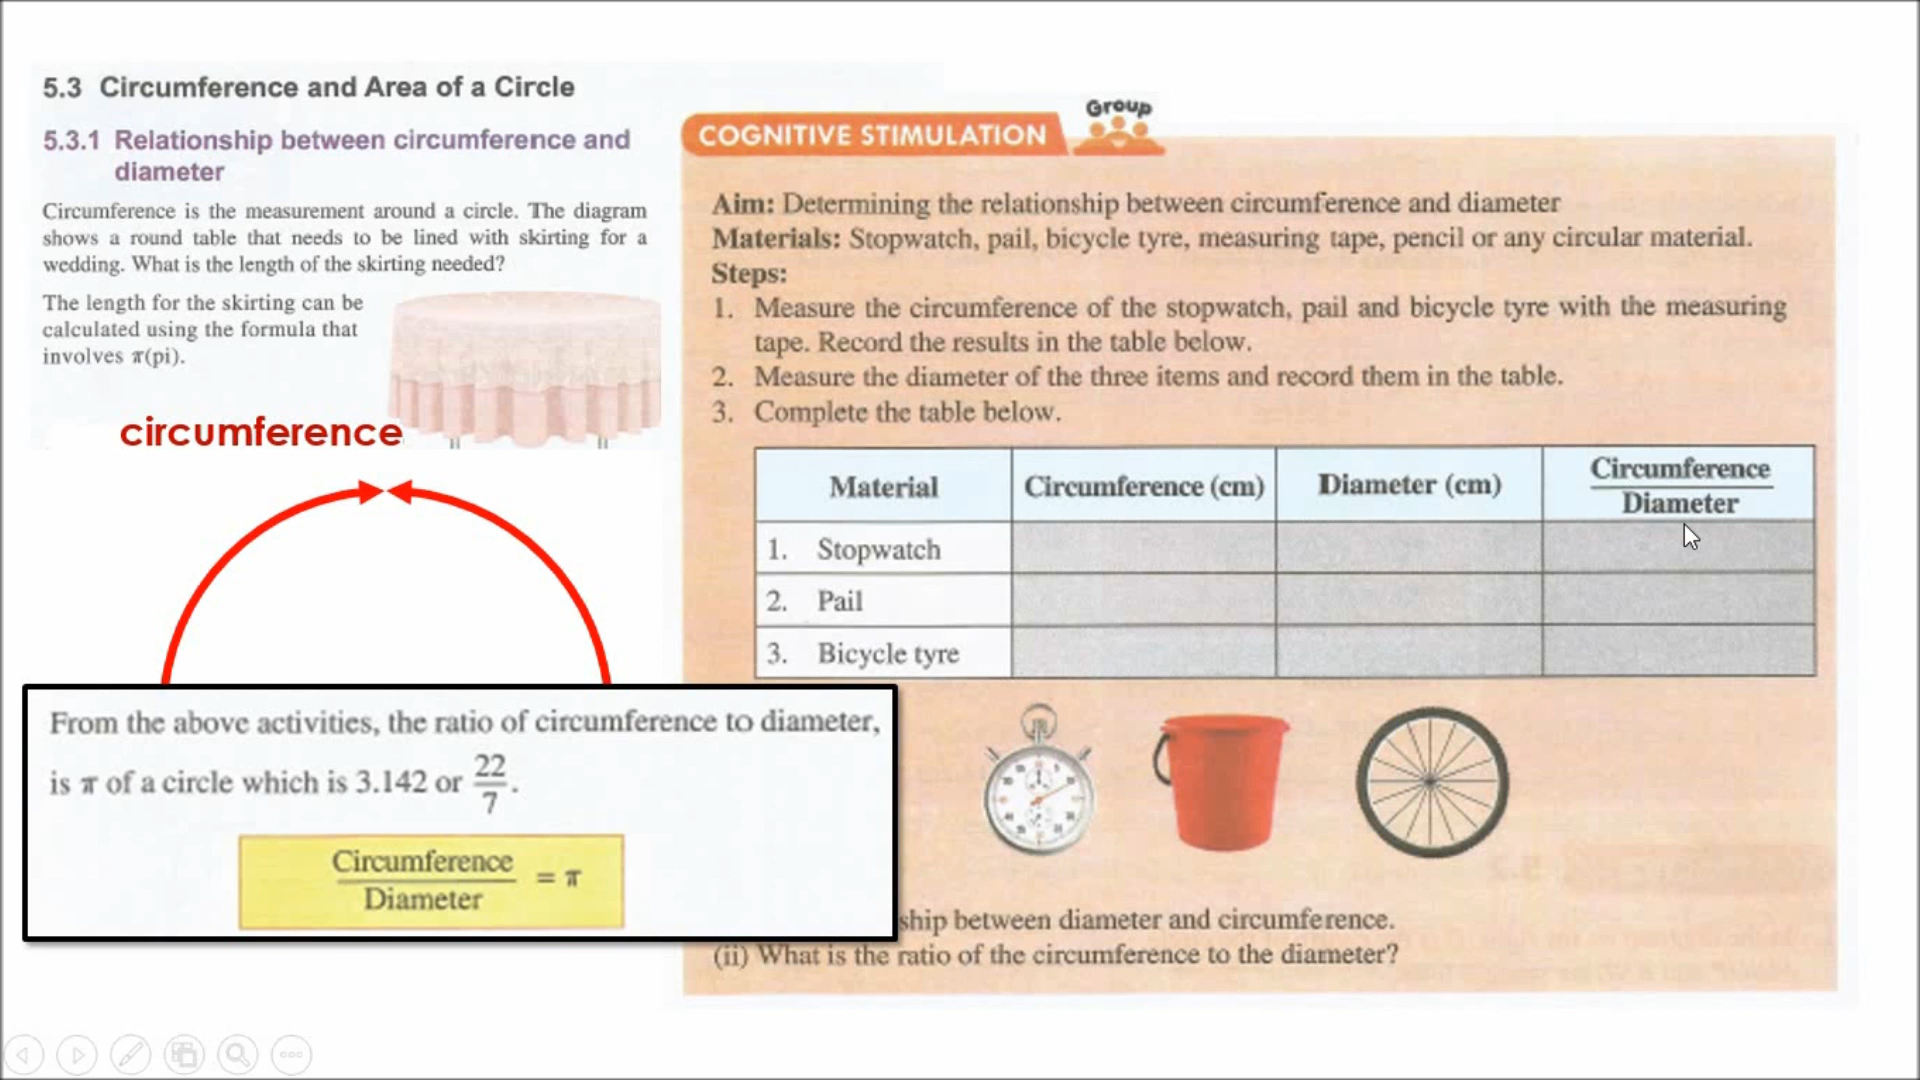 5.3 Circumference and Area of a Circle
5.3.1 Relationship between circumference and
diameter
Circumference is the measurement around a circle. The diagram
shows a round table that needs to be lined with skirting for a
wedding. What is the length of the skirting needed?
The length for the skirting can be
calculated using the formula that
involves π(pi).
circumference
From the above activities, the ratio of circumference to diameter,
is π of a circle which is 3.142 or 22/7.
Circumference/Diameter = π
Group
COGNITIVE STIMULATION
Aim: Determining the relationship between circumference and diameter
Materials: Stopwatch, pail, bicycle tyre, measuring tape, pencil or any circular material.
Steps:
1. Measure the circumference of the stopwatch, pail and bicycle tyre with the measuring
tape. Record the results in the table below.
2. Measure the diameter of the three items and record them in the table.
3. Complete the table below.
Material Circumference (cm) Diameter (cm) Circumference/Diameter
1. Stopwatch
2. Pail
3. Bicycle tyre
ship between diameter and circumference.
(ii) What is the ratio of the circumference to the diameter?